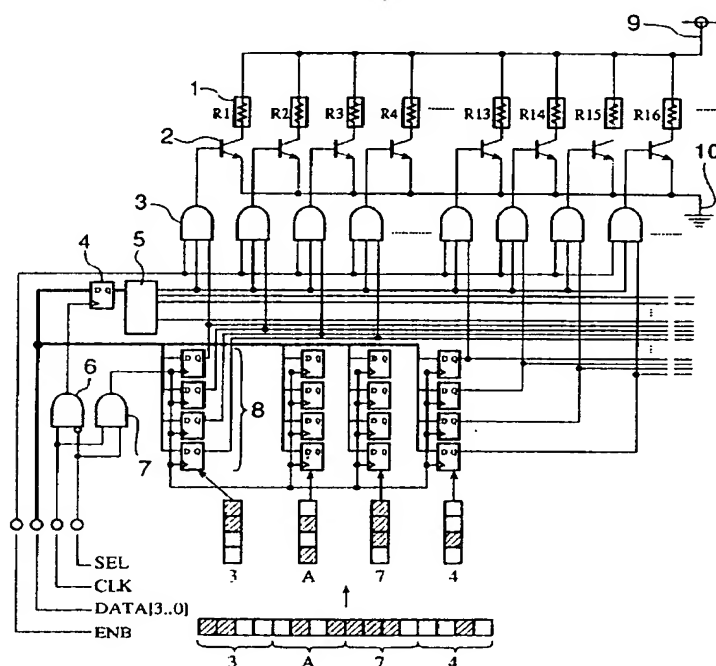 9
1
R1 R2 R3 R4 R13 R14 R15 R16
2
10
3
4 5
D Q
6
7
8
D Q D Q D Q D Q
D Q D Q D Q D Q
D Q D Q D Q D Q
D Q D Q D Q D Q
3 A 7 4
SEL
CLK
DATA[3..0]
ENB
3 A 7 4